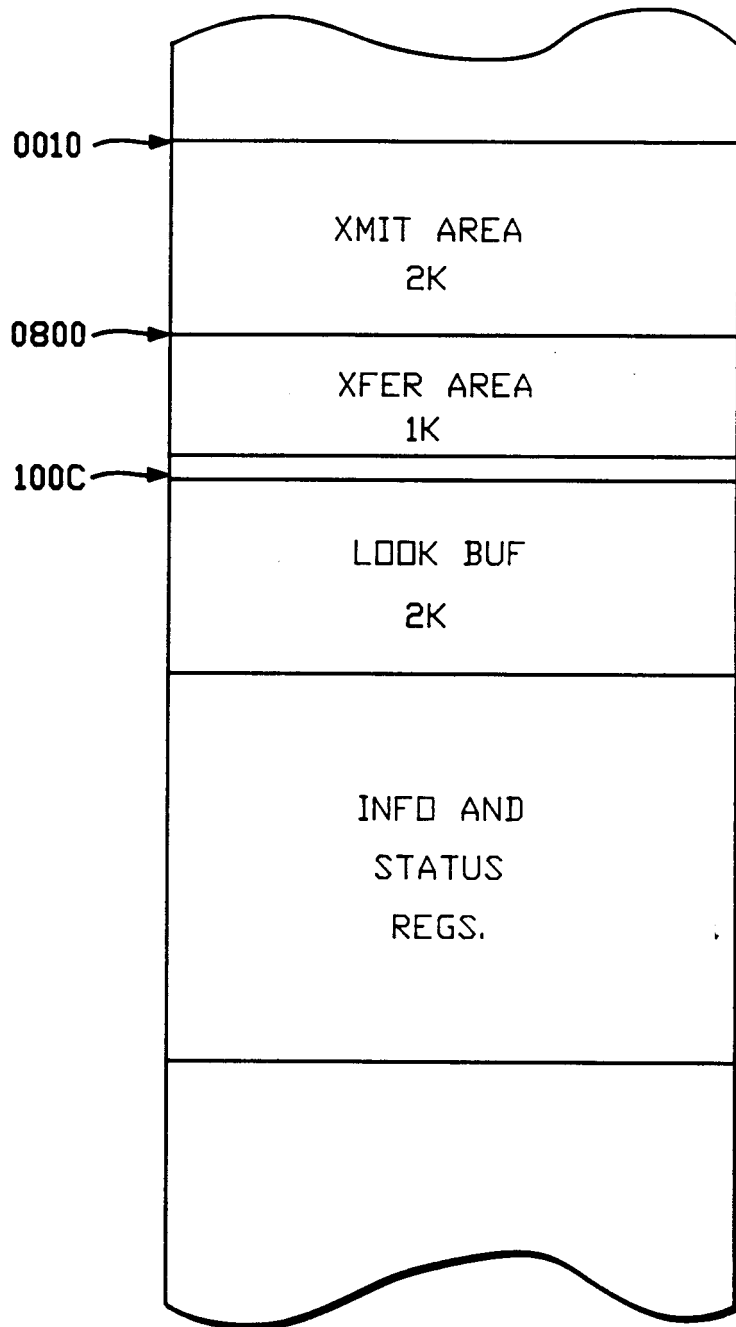 0010
XMIT AREA
2K
0800
XFER AREA
1K
100C
LOOK BUF
2K
INFO AND
STATUS
REGS.